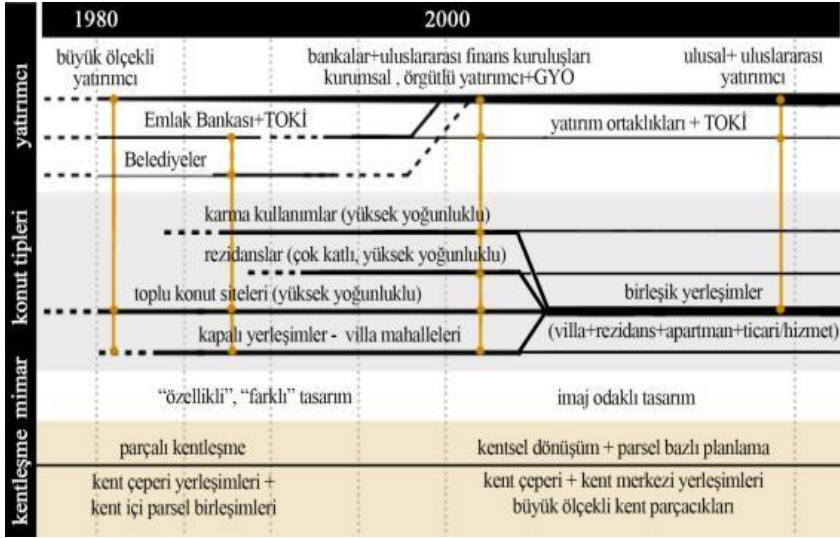 1980
2000
yatırımcı
büyük ölçekli
yatırımcı
bankalar+uluslararası finans kuruluşları
kurumsal , örgütlü yatırımcı+GYO
ulusal+ uluslararası
yatırımcı
Emlak Bankası+TOKİ
yatırım ortaklıkları + TOKİ
Belediyeler
konut tipleri
karma kullanımlar (yüksek yoğunluklu)
rezidanslar (çok katlı, yüksek yoğunluklu)
toplu konut siteleri (yüksek yoğunluklu)
birleşik yerleşimler
kapalı yerleşimler - villa mahalleleri
(villa+rezidans+apartman+ticari/hizmet)
mimar
“özellikli”, “farklı” tasarım
imaj odaklı tasarım
kentleşme
parçalı kentleşme
kentsel dönüşüm + parsel bazlı planlama
kent çeperi yerleşimleri +
kent içi parsel birleşimleri
kent çeperi + kent merkezi yerleşimleri
büyük ölçekli kent parçacıkları